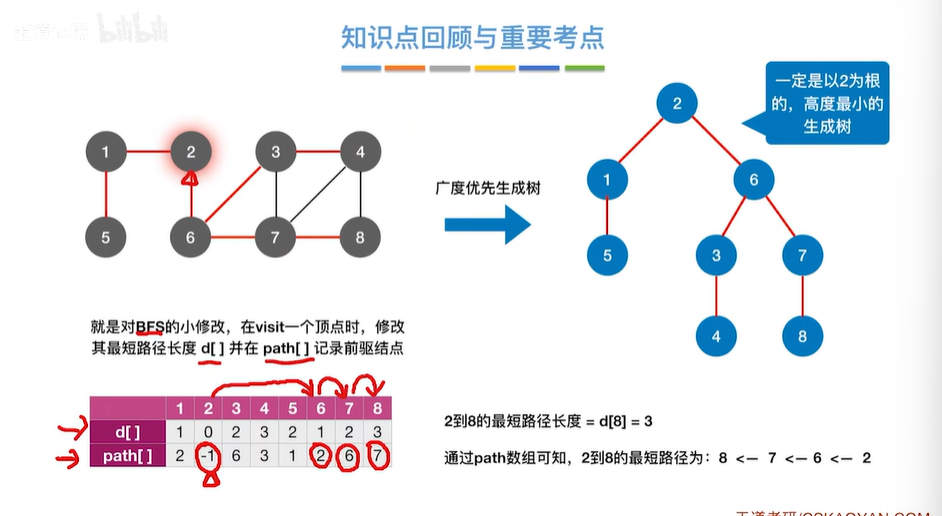 bilibili
知识点回顾与重要考点
1
2
3
4
5
6
7
8
广度优先生成树
2
1
6
5
3
7
4
8
一定是以2为根
的，高度最小的
生成树
就是对BFS的小修改，在visit一个顶点时，修改
其最短路径长度 d[ ] 并在 path[ ] 记录前驱结点
1 2 3 4 5 6 7 8
d[ ] 1 0 2 3 2 1 2 3
path[ ] 2 -1 6 3 1 2 6 7
2到8的最短路径长度 = d[8] = 3
通过path数组可知，2到8的最短路径为：8 <— 7 <— 6 <— 2